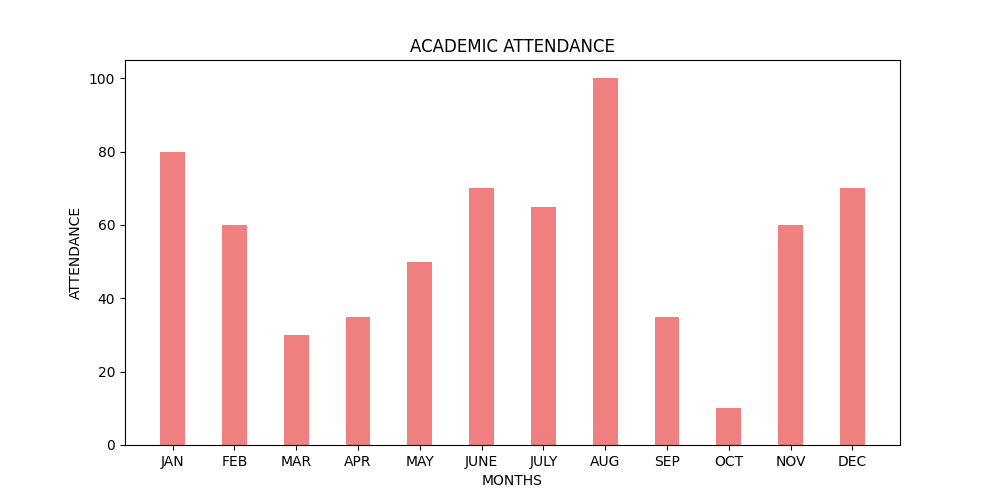 ACADEMIC ATTENDANCE
100
80
60
40
20
0
ATTENDANCE
JAN FEB MAR APR MAY JUNE JULY AUG SEP OCT NOV DEC
MONTHS